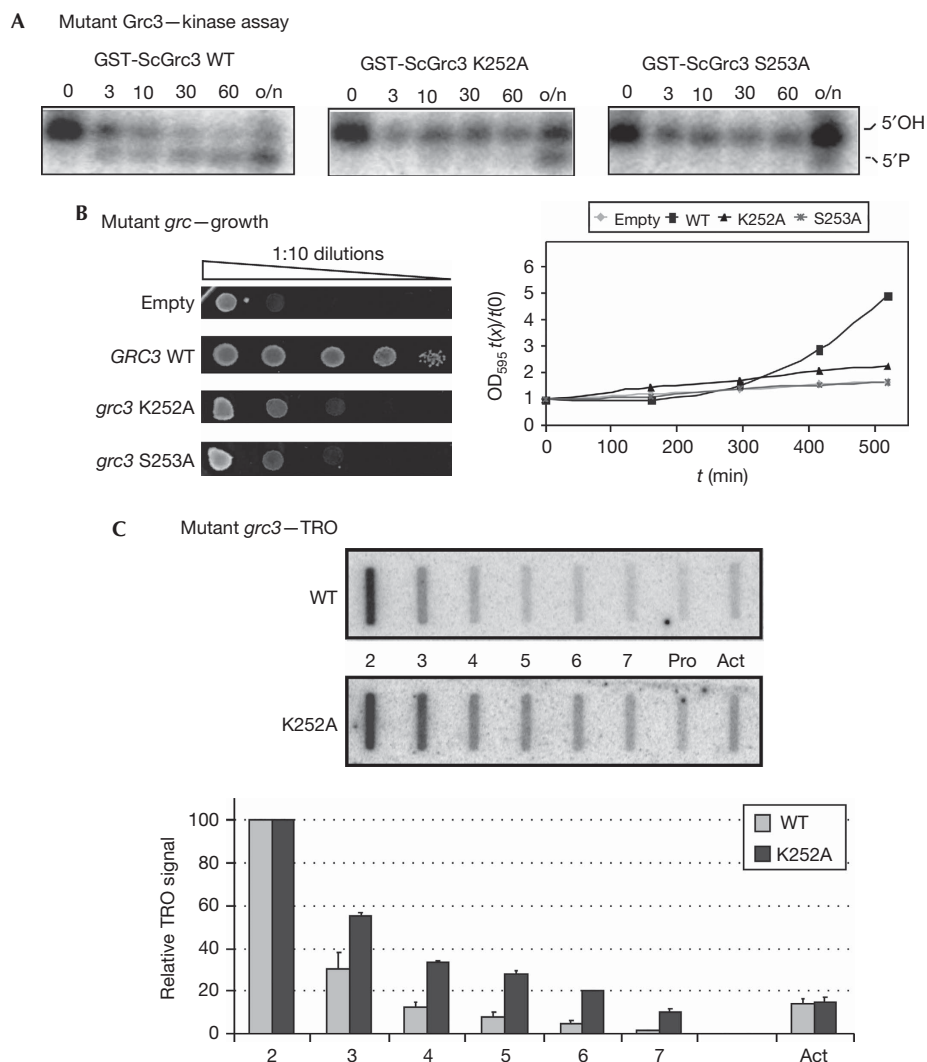 A Mutant Grc3—kinase assay
GST-ScGrc3 WT
0 3 10 30 60 o/n
GST-ScGrc3 K252A
0 3 10 30 60 o/n
GST-ScGrc3 S253A
0 3 10 30 60 o/n
5′OH
5′P
B Mutant grc—growth
1:10 dilutions
Empty
GRC3 WT
grc3 K252A
grc3 S253A
Empty WT K252A S253A
OD595 t(x)/t(0)
6
5
4
3
2
1
0
0 100 200 300 400 500
t (min)
C Mutant grc3—TRO
WT
2 3 4 5 6 7 Pro Act
K252A
Relative TRO signal
100
80
60
40
20
0
WT
K252A
2 3 4 5 6 7 Act